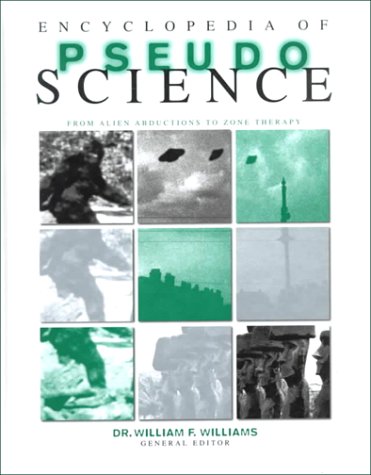 ENCYCLOPEDIA OF
PSEUDO
SCIENCE
FROM ALIEN ABDUCTIONS TO ZONE THERAPY
DR. WILLIAM F. WILLIAMS
GENERAL EDITOR